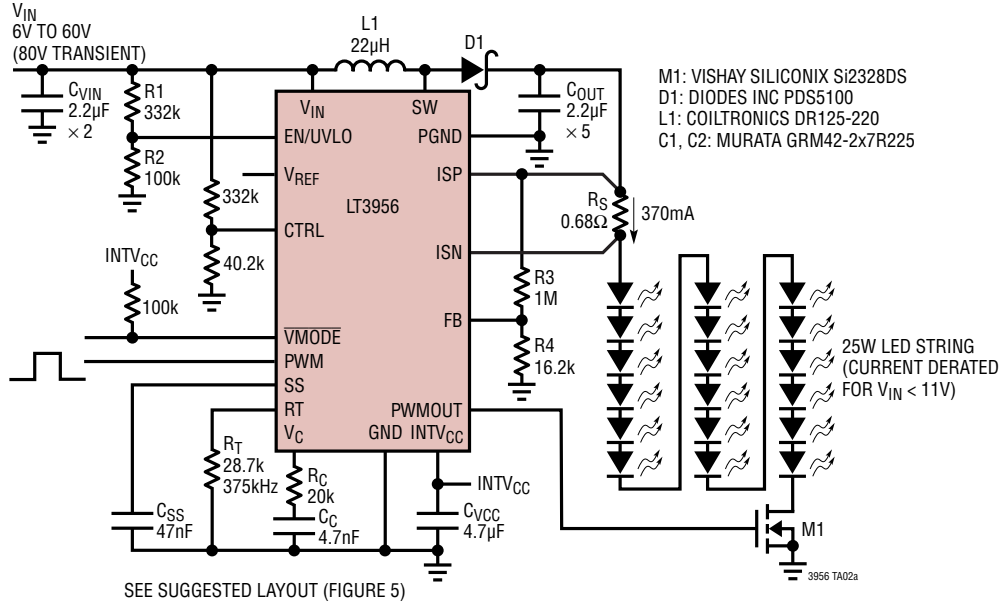 V_IN
6V TO 60V
(80V TRANSIENT)
L1
22µH
D1
C_VIN
2.2µF
× 2
R1
332k
R2
100k
332k
40.2k
V_IN
SW
EN/UVLO
PGND
V_REF
ISP
LT3956
CTRL
ISN
FB
VMODE
PWM
SS
RT
V_C
PWMOUT
GND INTV_CC
C_OUT
2.2µF
× 5
M1: VISHAY SILICONIX Si2328DS
D1: DIODES INC PDS5100
L1: COILTRONICS DR125-220
C1, C2: MURATA GRM42-2x7R225
R_S
0.68Ω
370mA
INTV_CC
100k
R3
1M
R4
16.2k
25W LED STRING
(CURRENT DERATED
FOR V_IN < 11V)
R_T
28.7k
375kHz
R_C
20k
C_C
4.7nF
C_SS
47nF
INTV_CC
C_VCC
4.7µF
M1
3956 TA02a
SEE SUGGESTED LAYOUT (FIGURE 5)